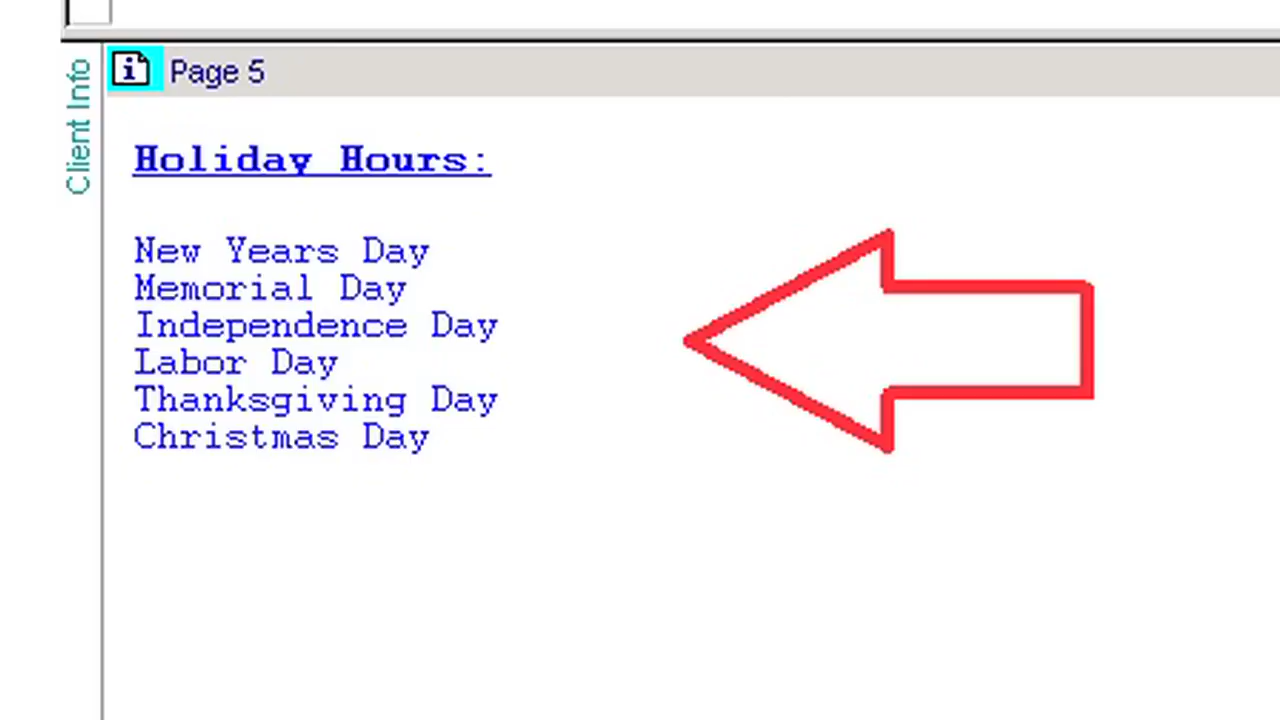 Client Info
Page 5
Holiday Hours:
New Years Day
Memorial Day
Independence Day
Labor Day
Thanksgiving Day
Christmas Day